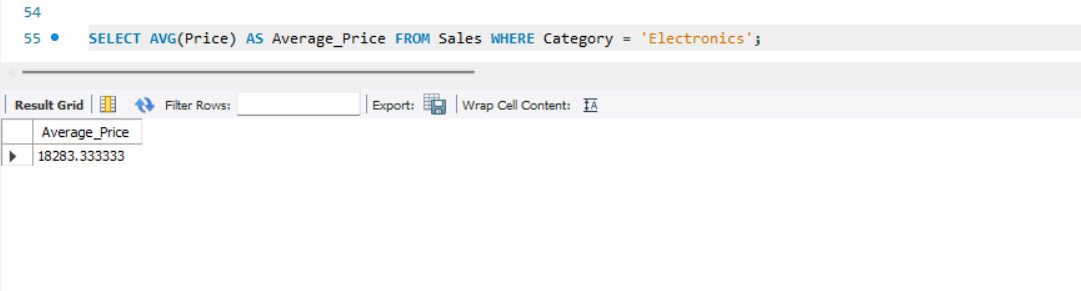 54
55 SELECT AVG(Price) AS Average_Price FROM Sales WHERE Category = 'Electronics';
Result Grid Filter Rows: Export: Wrap Cell Content: IA
Average_Price
18283.333333